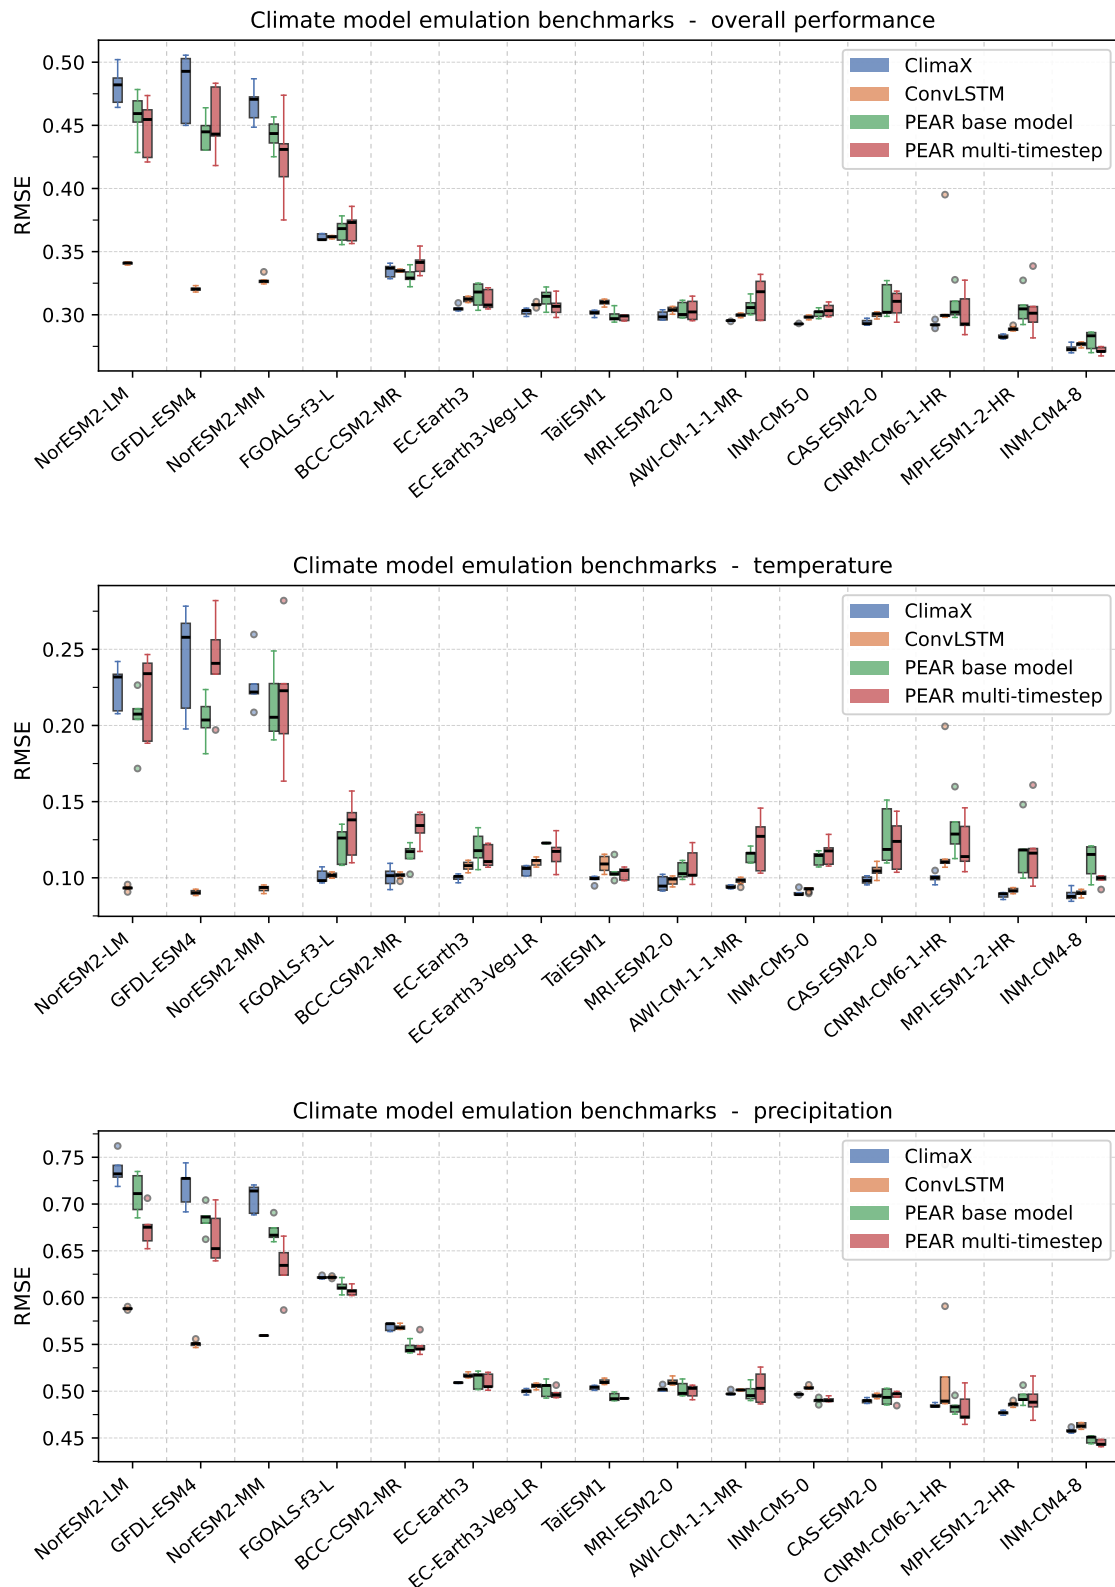 Climate model emulation benchmarks - overall performance
RMSE
0.50
0.45
0.40
0.35
0.30
ClimaX
ConvLSTM
PEAR base model
PEAR multi-timestep
NorESM2-LM
GFDL-ESM4
NorESM2-MM
FGOALS-f3-L
BCC-CSM2-MR
EC-Earth3
EC-Earth3-Veg-LR
TaiESM1
MRI-ESM2-0
AWI-CM-1-1-MR
INM-CM5-0
CAS-ESM2-0
CNRM-CM6-1-HR
MPI-ESM1-2-HR
INM-CM4-8
Climate model emulation benchmarks - temperature
RMSE
0.25
0.20
0.15
0.10
ClimaX
ConvLSTM
PEAR base model
PEAR multi-timestep
NorESM2-LM
GFDL-ESM4
NorESM2-MM
FGOALS-f3-L
BCC-CSM2-MR
EC-Earth3
EC-Earth3-Veg-LR
TaiESM1
MRI-ESM2-0
AWI-CM-1-1-MR
INM-CM5-0
CAS-ESM2-0
CNRM-CM6-1-HR
MPI-ESM1-2-HR
INM-CM4-8
Climate model emulation benchmarks - precipitation
RMSE
0.75
0.70
0.65
0.60
0.55
0.50
0.45
ClimaX
ConvLSTM
PEAR base model
PEAR multi-timestep
NorESM2-LM
GFDL-ESM4
NorESM2-MM
FGOALS-f3-L
BCC-CSM2-MR
EC-Earth3
EC-Earth3-Veg-LR
TaiESM1
MRI-ESM2-0
AWI-CM-1-1-MR
INM-CM5-0
CAS-ESM2-0
CNRM-CM6-1-HR
MPI-ESM1-2-HR
INM-CM4-8